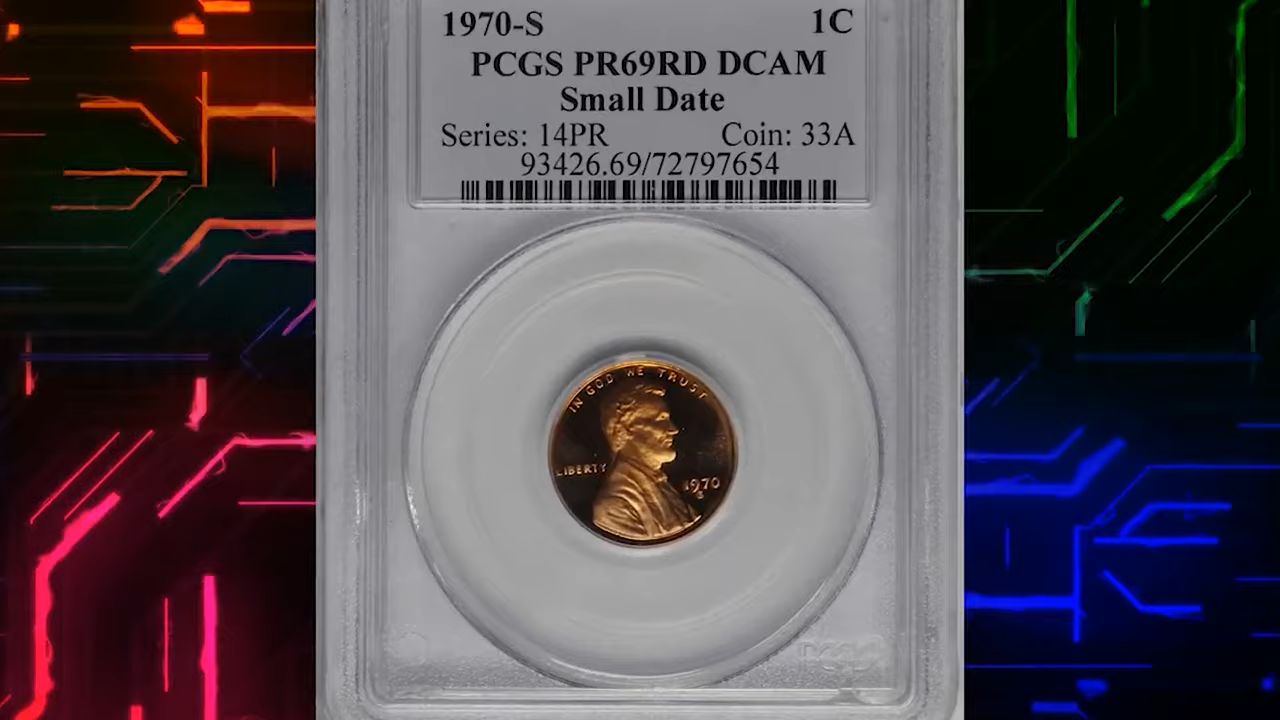 1970-S 1C
PCGS PR69RD DCAM
Small Date
Series: 14PR Coin: 33A
93426.69/72797654
IN GOD WE TRUST
LIBERTY
1970
S
PCGS